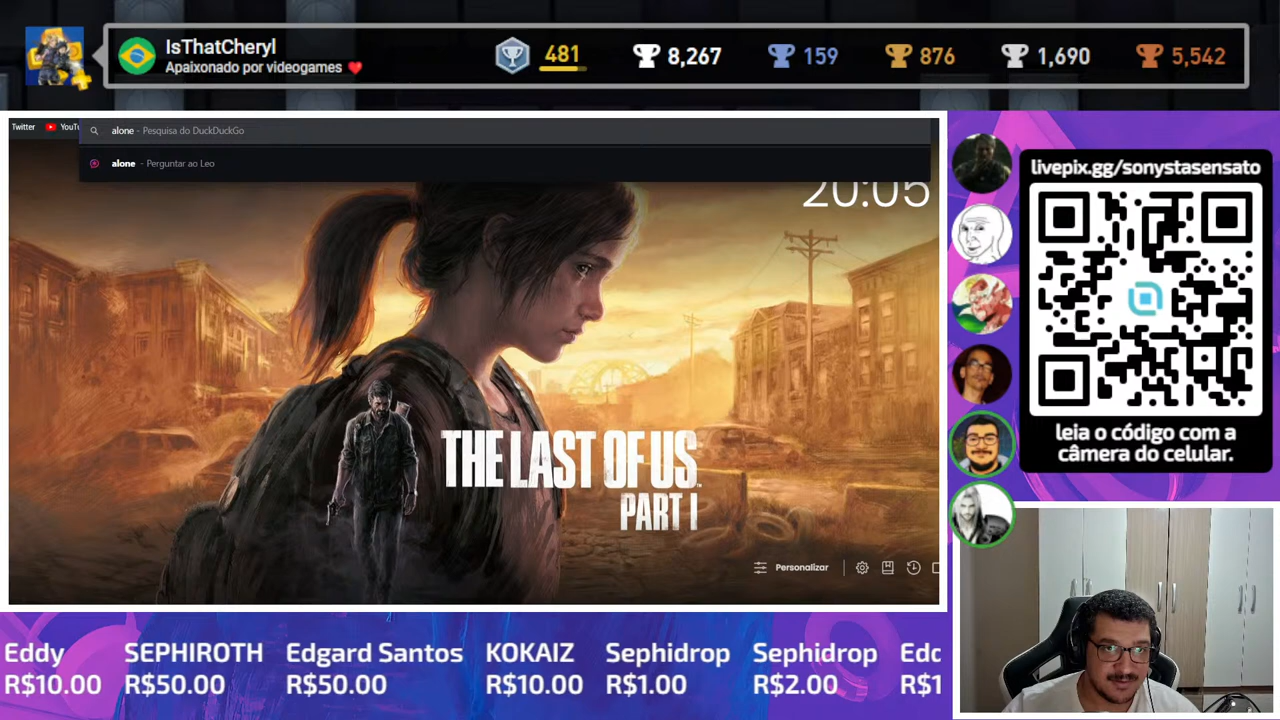 IsThatCheryl
Apaixonado por videogames ❤
481
8,267
159
876
1,690
5,542
Twitter
alone - Pesquisa do DuckDuckGo
alone - Perguntar ao Leo
20:05
THE LAST OF US
PART I
Personalizar
livepix.gg/sonystasensato
leia o código com a
câmera do celular.
Eddy
R$10.00
SEPHIROTH
R$50.00
Edgard Santos
R$50.00
KOKAIZ
R$10.00
Sephidrop
R$1.00
Sephidrop
R$2.00